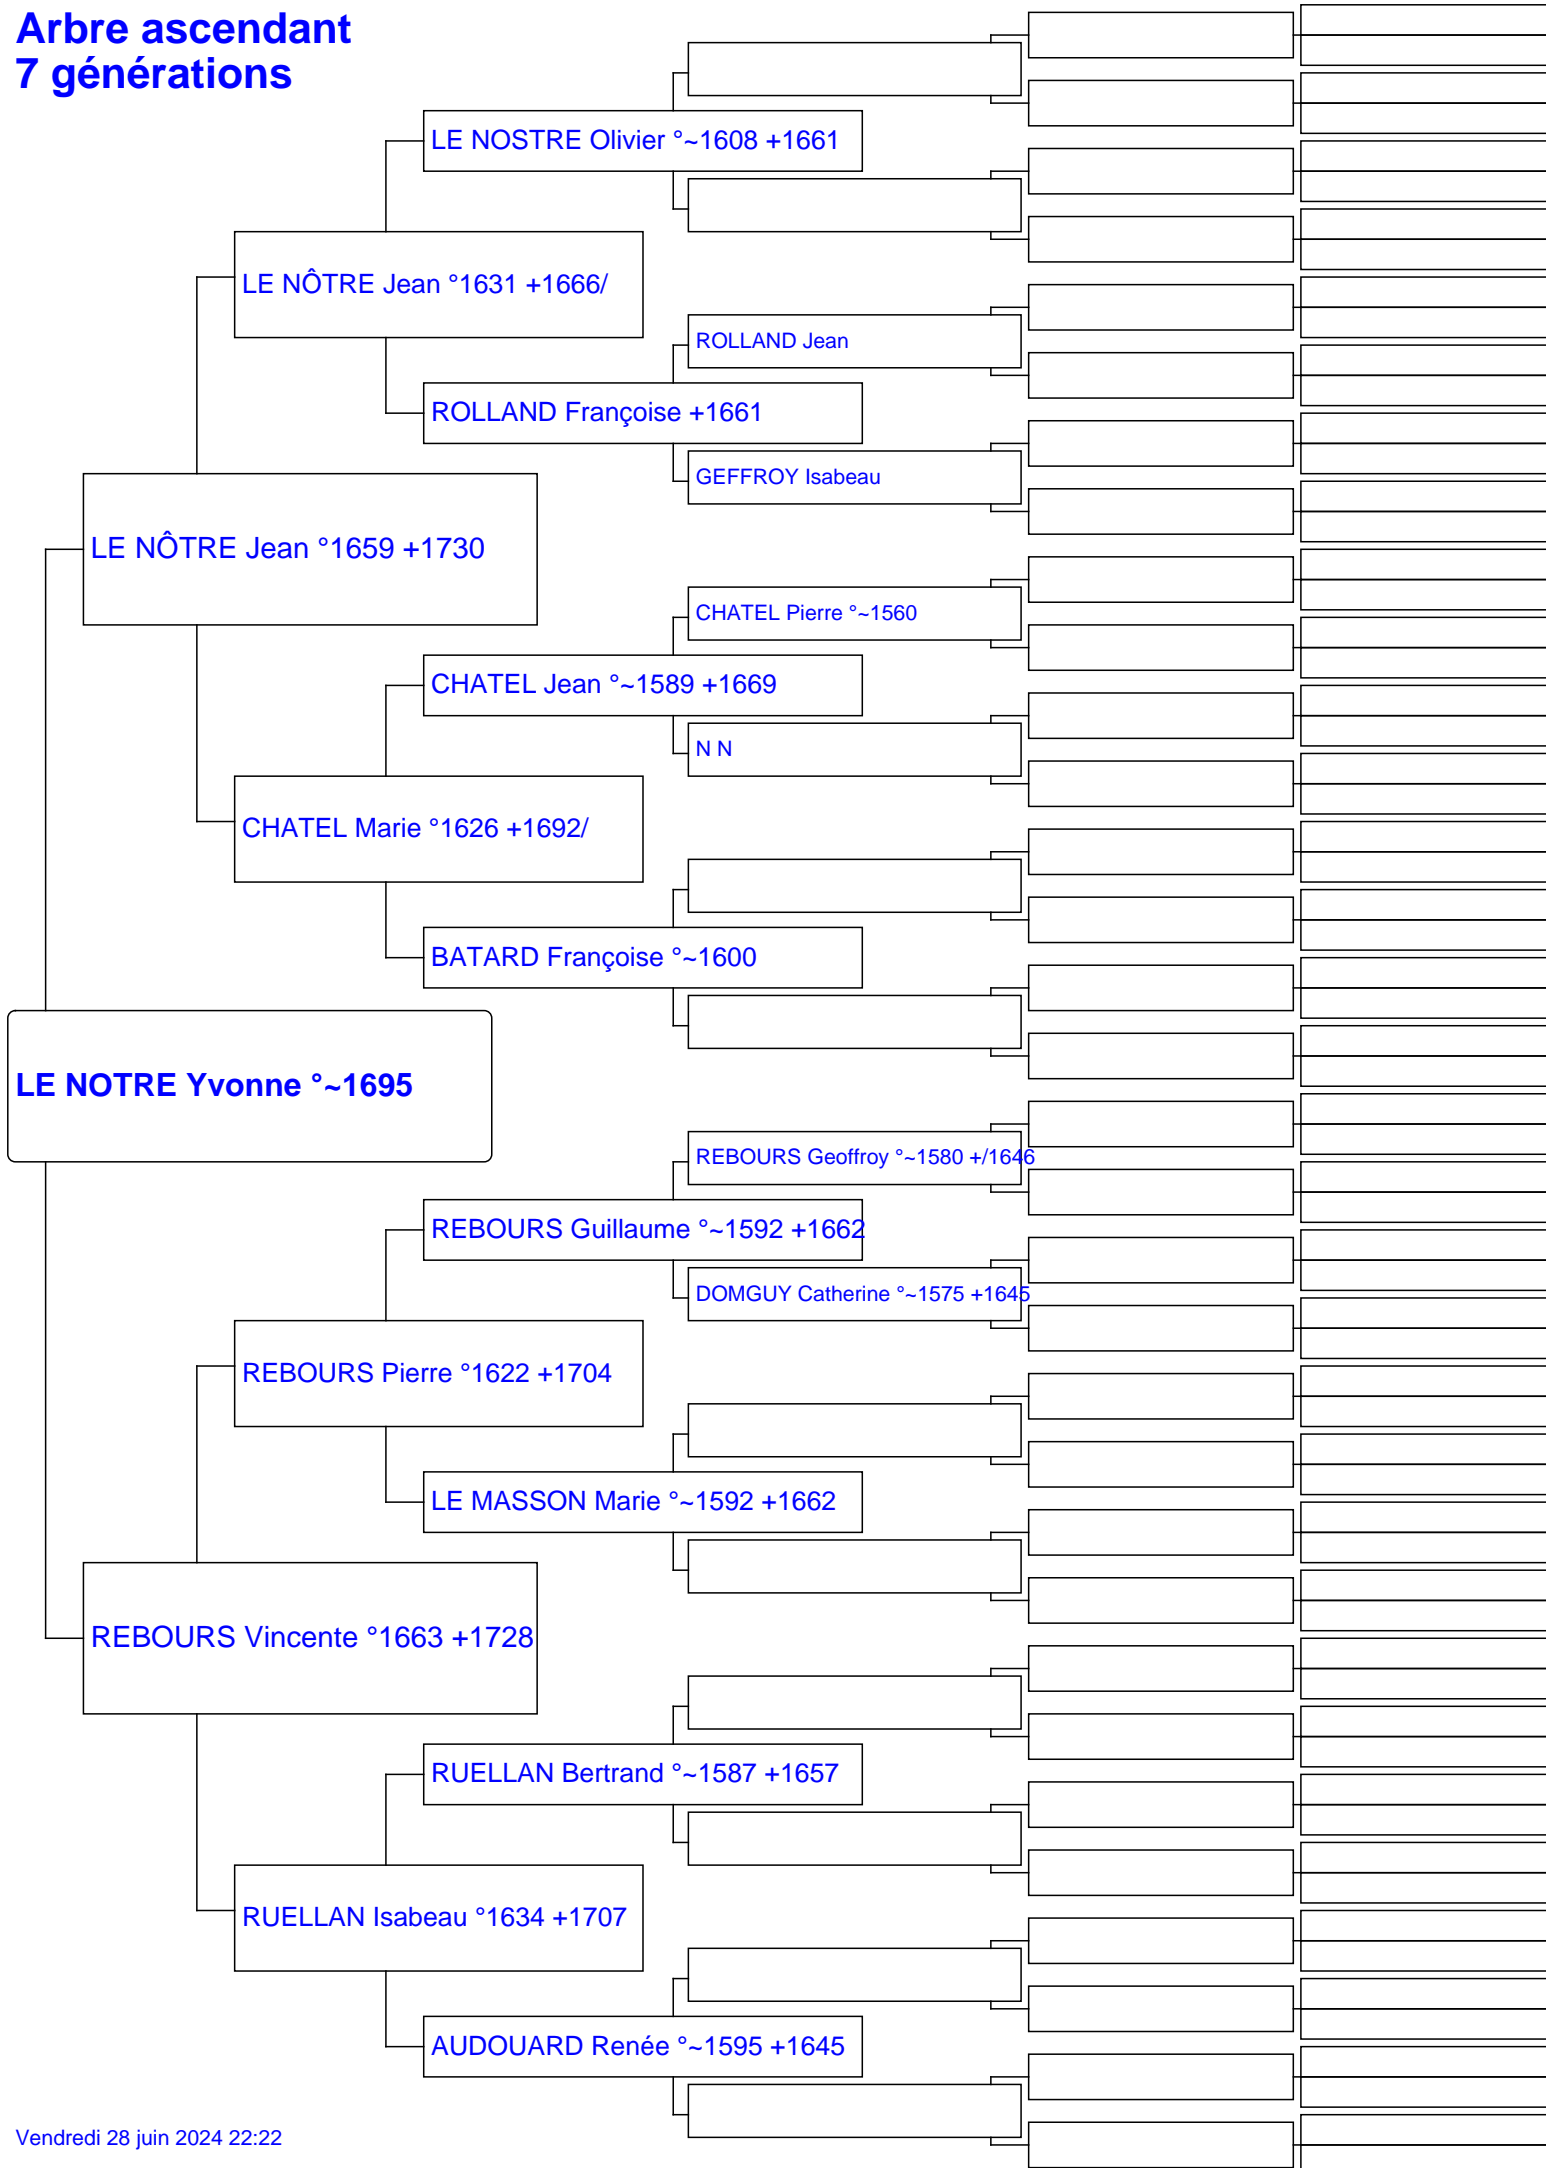 Arbre ascendant
7 générations
LE NOSTRE Olivier °~1608 +1661
LE NÔTRE Jean °1631 +1666/
ROLLAND Jean
ROLLAND Françoise +1661
GEFFROY Isabeau
LE NÔTRE Jean °1659 +1730
CHATEL Pierre °~1560
CHATEL Jean °~1589 +1669
N N
CHATEL Marie °1626 +1692/
BATARD Françoise °~1600
LE NOTRE Yvonne °~1695
REBOURS Geoffroy °~1580 +/1646
REBOURS Guillaume °~1592 +1662
DOMGUY Catherine °~1575 +1645
REBOURS Pierre °1622 +1704
LE MASSON Marie °~1592 +1662
REBOURS Vincente °1663 +1728
RUELLAN Bertrand °~1587 +1657
RUELLAN Isabeau °1634 +1707
AUDOUARD Renée °~1595 +1645
Vendredi 28 juin 2024 22:22